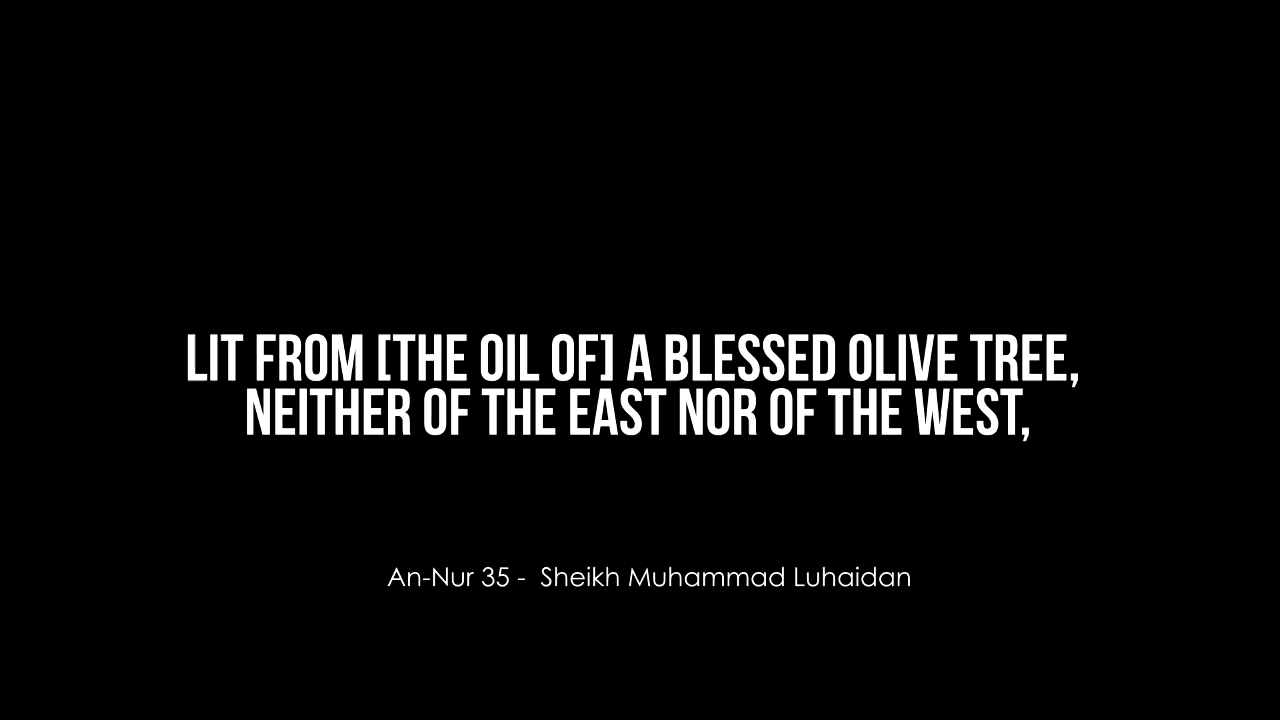 LIT FROM [THE OIL OF] A BLESSED OLIVE TREE,
NEITHER OF THE EAST NOR OF THE WEST,
An-Nur 35 - Sheikh Muhammad Luhaidan